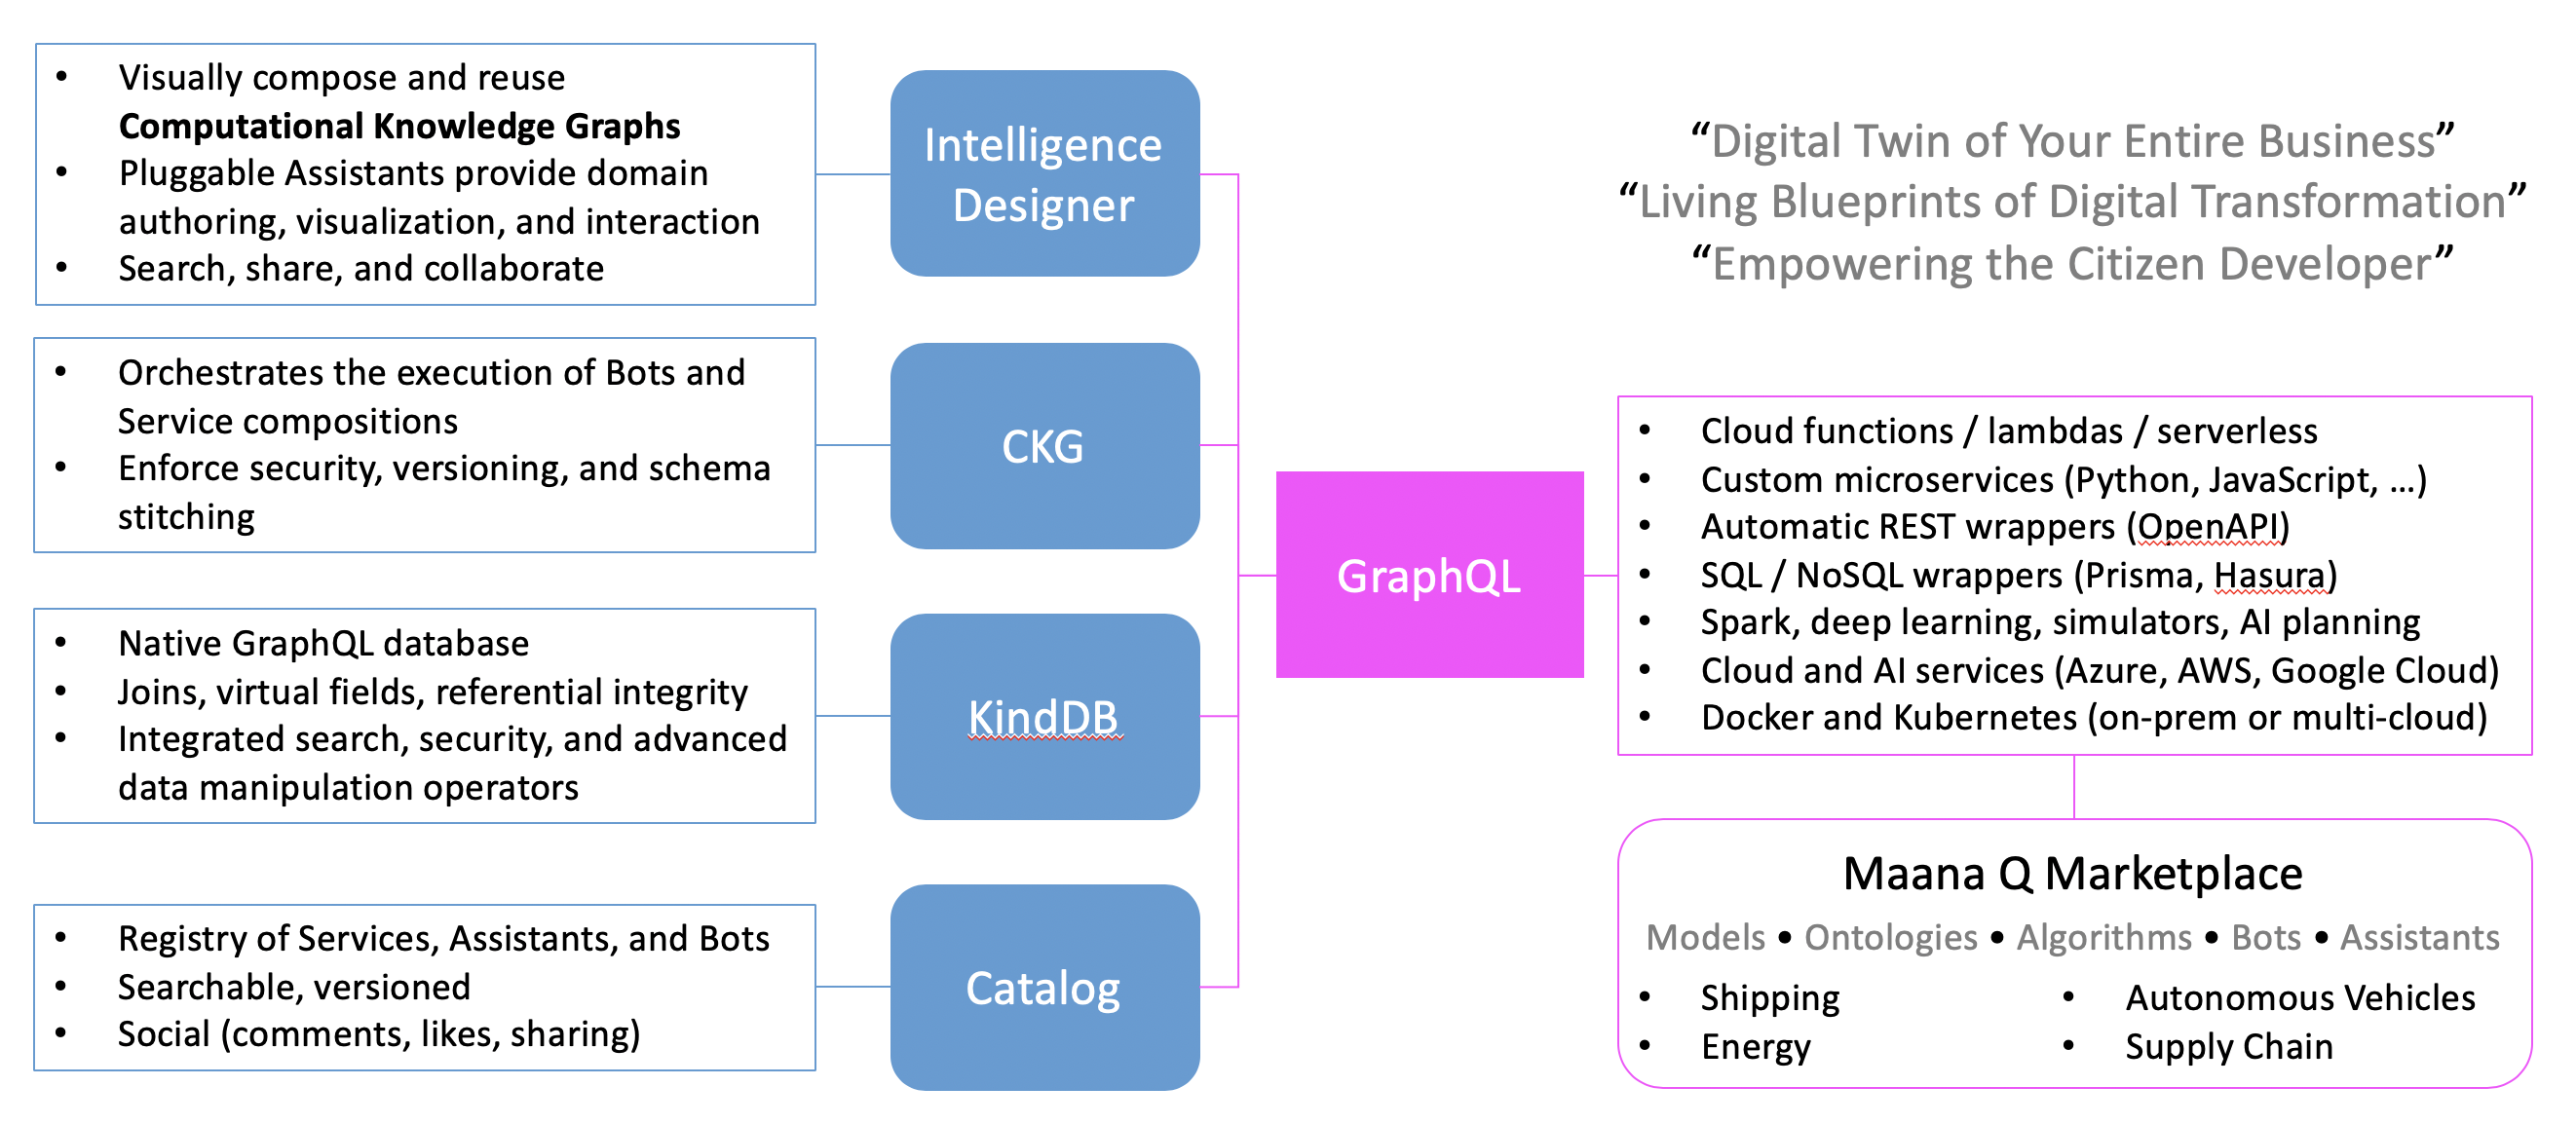 • Visually compose and reuse
Computational Knowledge Graphs
• Pluggable Assistants provide domain
authoring, visualization, and interaction
• Search, share, and collaborate
Intelligence
Designer
• Orchestrates the execution of Bots and
Service compositions
• Enforce security, versioning, and schema
stitching
CKG
• Native GraphQL database
• Joins, virtual fields, referential integrity
• Integrated search, security, and advanced
data manipulation operators
KindDB
• Registry of Services, Assistants, and Bots
• Searchable, versioned
• Social (comments, likes, sharing)
Catalog
GraphQL
“Digital Twin of Your Entire Business”
“Living Blueprints of Digital Transformation”
“Empowering the Citizen Developer”
• Cloud functions / lambdas / serverless
• Custom microservices (Python, JavaScript, …)
• Automatic REST wrappers (OpenAPI)
• SQL / NoSQL wrappers (Prisma, Hasura)
• Spark, deep learning, simulators, AI planning
• Cloud and AI services (Azure, AWS, Google Cloud)
• Docker and Kubernetes (on-prem or multi-cloud)
Maana Q Marketplace
Models • Ontologies • Algorithms • Bots • Assistants
• Shipping
• Energy
• Autonomous Vehicles
• Supply Chain